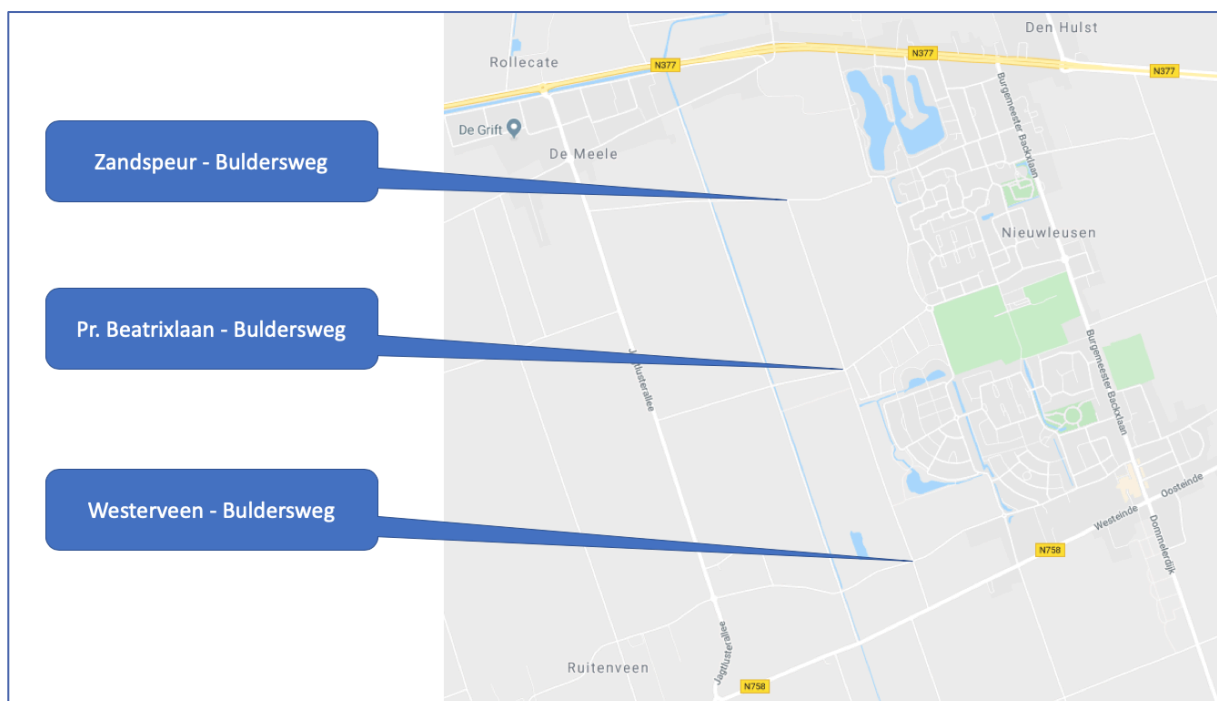 Den Hulst
N377
Rollecate
N377
N377
De Grift
De Meele
Burgemeester Backxlaan
Zandspeur - Buldersweg
Nieuwleusen
Pr. Beatrixlaan - Buldersweg
Burgemeester Backxlaan
Westerveen - Buldersweg
Oosteinde
Westeinde
Dommelerdijk
N758
Jagtlusterallee
Ruitenveen
N758